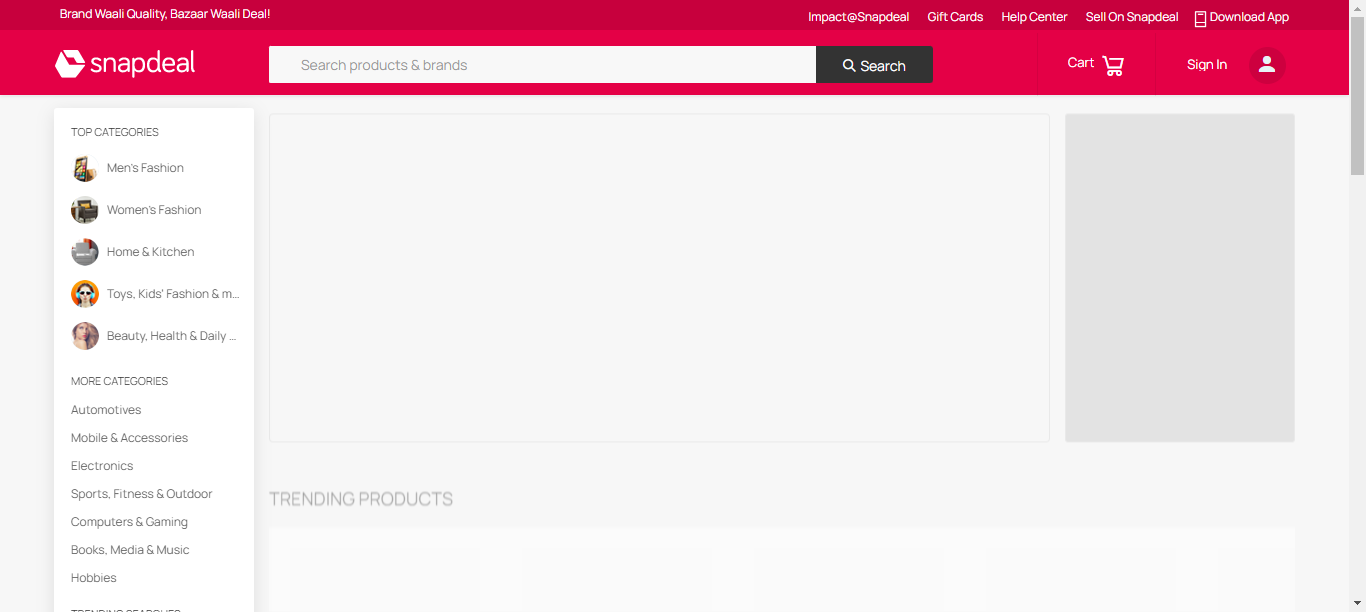 Brand Waali Quality, Bazaar Waali Deal!
Impact@Snapdeal Gift Cards Help Center Sell On Snapdeal Download App
snapdeal
Search products & brands
Search
Cart
Sign In
TOP CATEGORIES
Men's Fashion
Women's Fashion
Home & Kitchen
Toys, Kids' Fashion & m...
Beauty, Health & Daily ...
MORE CATEGORIES
Automotives
Mobile & Accessories
Electronics
Sports, Fitness & Outdoor
Computers & Gaming
Books, Media & Music
Hobbies
TRENDING SEARCHES
TRENDING PRODUCTS